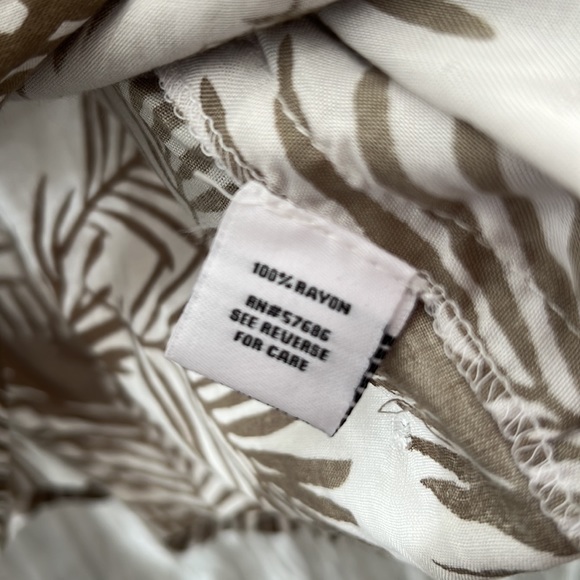 100% RAYON
RN#57686
SEE REVERSE
FOR CARE